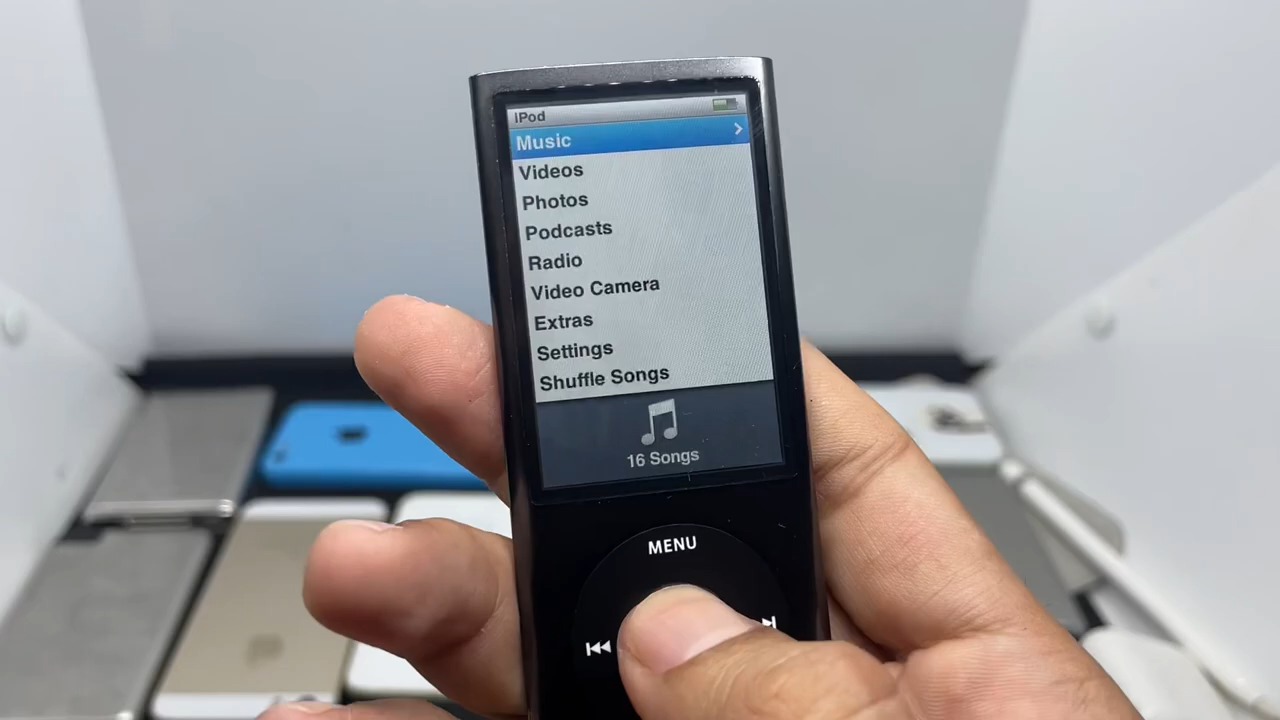 iPod
Music
Videos
Photos
Podcasts
Radio
Video Camera
Extras
Settings
Shuffle Songs
16 Songs
MENU